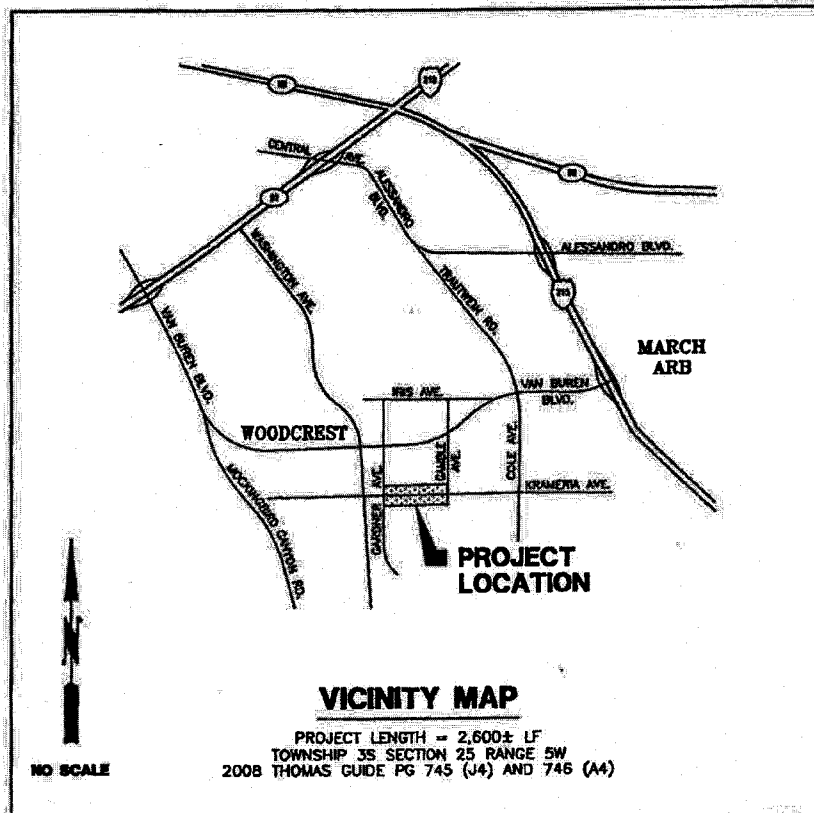 215
CENTRAL AVE.
91
ALESSANDRO
BLVD.
WASHINGTON AVE.
ALESSANDRO BLVD.
TRAUTWEIN RD.
215
VAN BUREN BLVD.
MARCH
ARB
IRIS AVE.
VAN BUREN
BLVD.
WOODCREST
GAMBLE
AVE.
COLE AVE.
MOCKINGBIRD CANYON RD.
GARDNER AVE.
KRAMERIA AVE.
PROJECT
LOCATION
N
NO SCALE
VICINITY MAP
PROJECT LENGTH = 2,600± LF
TOWNSHIP 3S SECTION 25 RANGE 5W
2008 THOMAS GUIDE PG 745 (J4) AND 746 (A4)